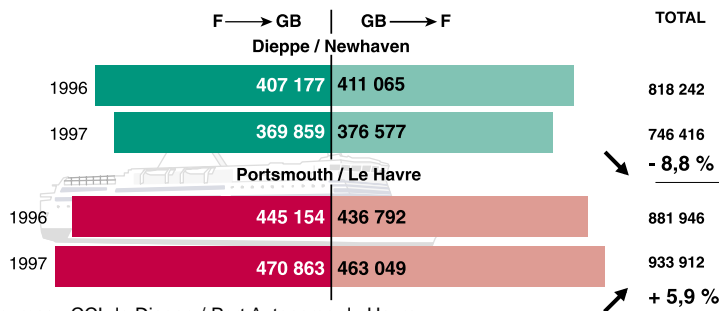 F → GB GB → F TOTAL
Dieppe / Newhaven
1996 407 177 411 065 818 242
1997 369 859 376 577 746 416
- 8,8 %
Portsmouth / Le Havre
1996 445 154 436 792 881 946
1997 470 863 463 049 933 912
+ 5,9 %